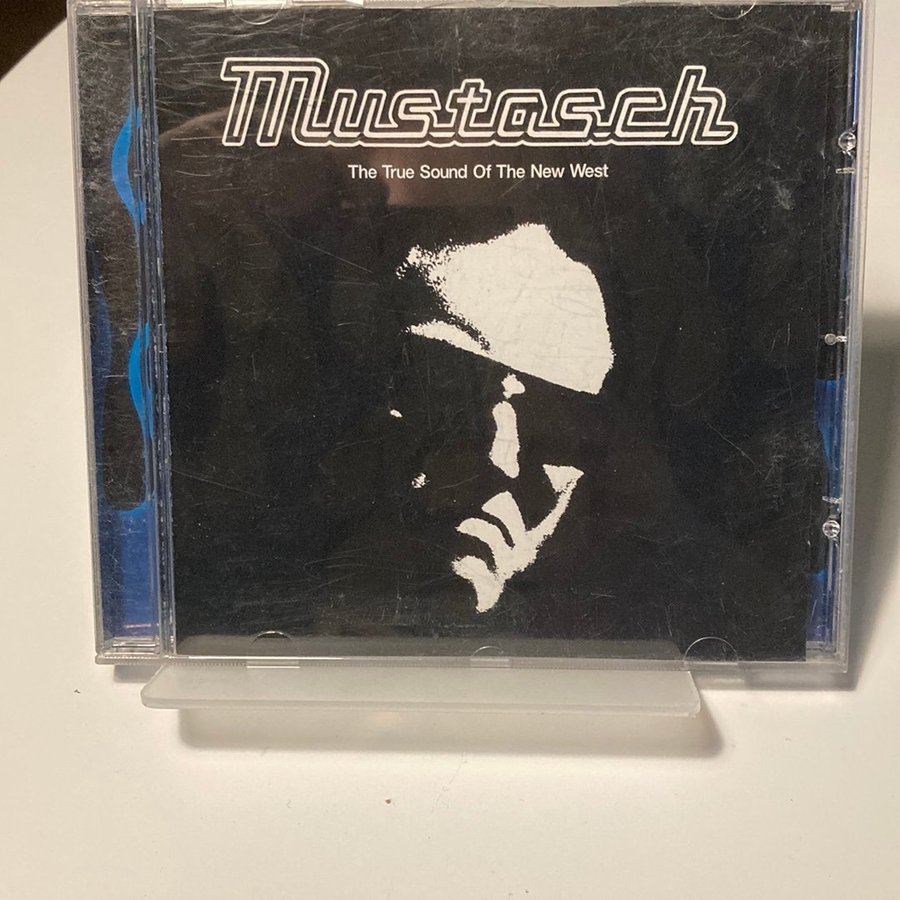 Mustasch
The True Sound Of The New West